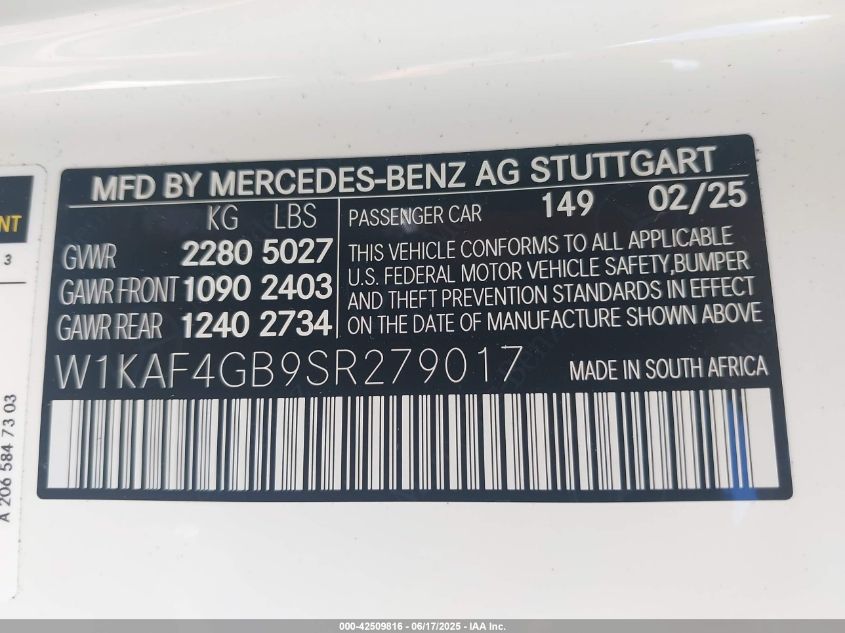 MFD BY MERCEDES-BENZ AG STUTTGART
KG LBS
GVWR 2280 5027
GAWR FRONT 1090 2403
GAWR REAR 1240 2734
PASSENGER CAR 149 02/25
THIS VEHICLE CONFORMS TO ALL APPLICABLE
U.S. FEDERAL MOTOR VEHICLE SAFETY,BUMPER
AND THEFT PREVENTION STANDARDS IN EFFECT
ON THE DATE OF MANUFACTURE SHOWN ABOVE
W1KAF4GB9SR279017 MADE IN SOUTH AFRICA
NT
3
A 206 584 73 03
000-42509816 - 06/17/2025 - IAA Inc.